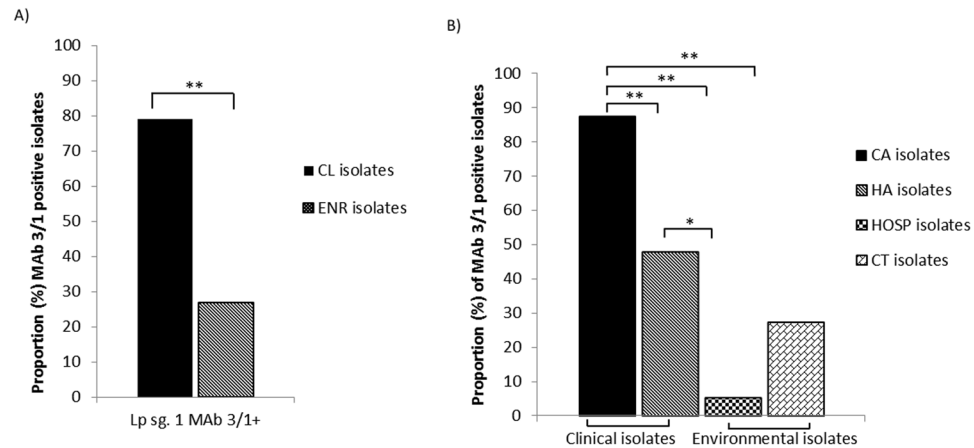 A)
Proportion (%) MAb 3/1 positive isolates
100
90
80
70
60
50
40
30
20
10
0
**
Lp sg. 1 MAb 3/1+
CL isolates
ENR isolates
B)
Proportion (%) of MAb 3/1 positive isolates
100
90
80
70
60
50
40
30
20
10
0
**
**
**
*
Clinical isolates
Environmental isolates
CA isolates
HA isolates
HOSP isolates
CT isolates